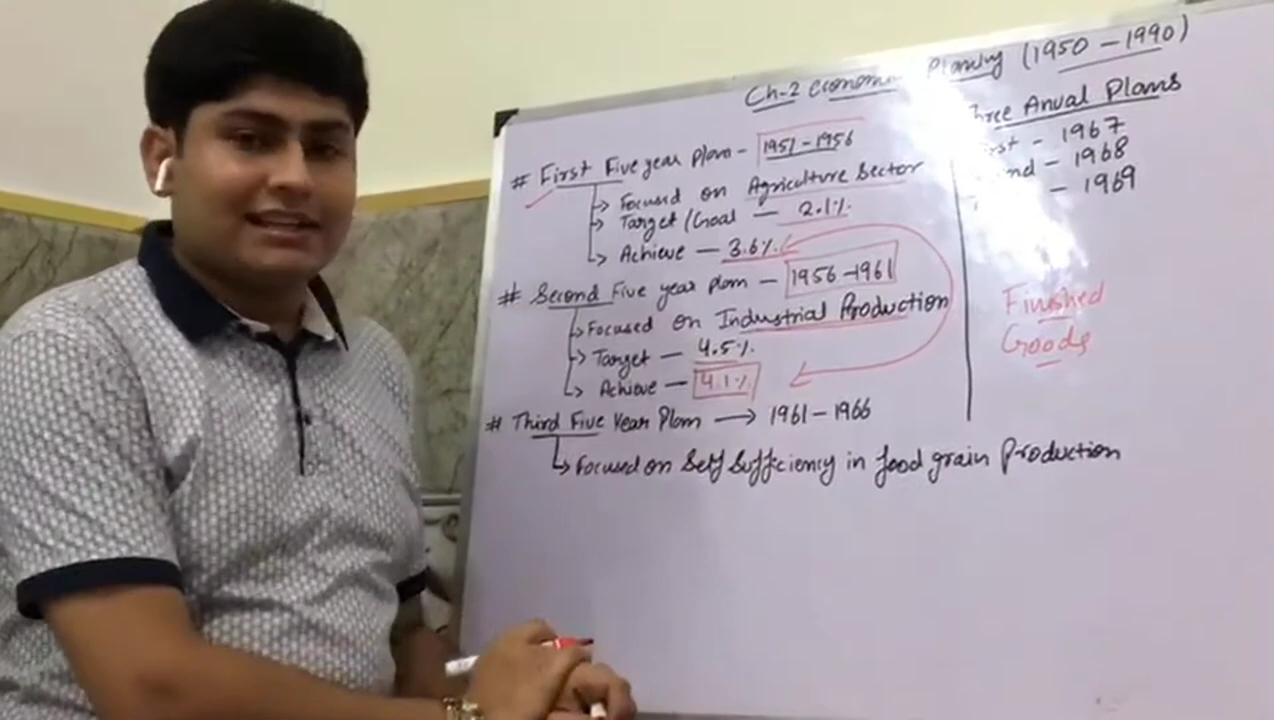 Ch-2 Economic Planing (1950 - 1990)
# First Five year plan - 1951-1956
↳ Focused on Agriculture Sector
↳ Target/Goal - 2.1%.
↳ Achieve - 3.6%.
# Second Five year plan - 1956-1961
↳ Focused on Industrial Production
↳ Target - 4.5%.
↳ Achieve - 4.1%
# Third Five Year Plan → 1961-1966
↳ Focused on Self Sufficiency in food grain Production
Three Anual Plans
- 1967
- 1968
- 1969
Finished
Goods